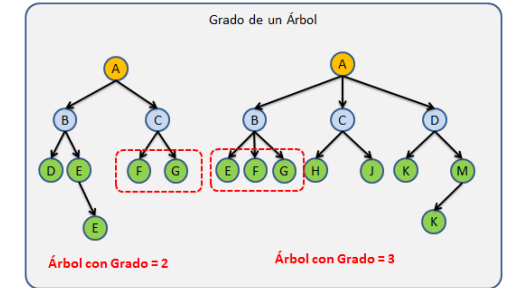 Grado de un Árbol
A
A
B
C
B
C
D
D
E
F
G
E
F
G
H
J
K
M
E
K
Árbol con Grado = 2
Árbol con Grado = 3